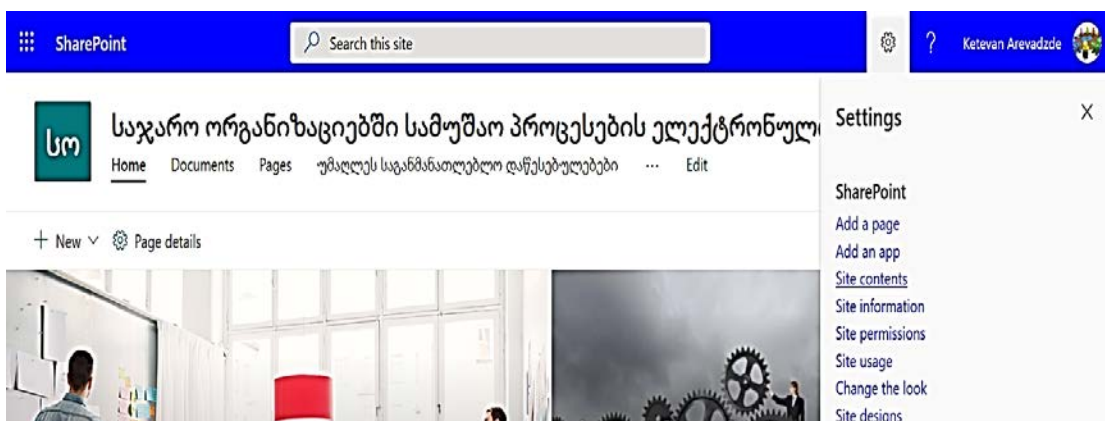 SharePoint
Search this site
?
Ketevan Arevadzde
სო
საჯარო ორგანიზაციებში სამუშაო პროცესების ელექტრონულ
Home Documents Pages უმაღლეს საგანმანათლებლო დაწესებულებები ... Edit
+ New Page details
Settings X
SharePoint
Add a page
Add an app
Site contents
Site information
Site permissions
Site usage
Change the look
Site designs